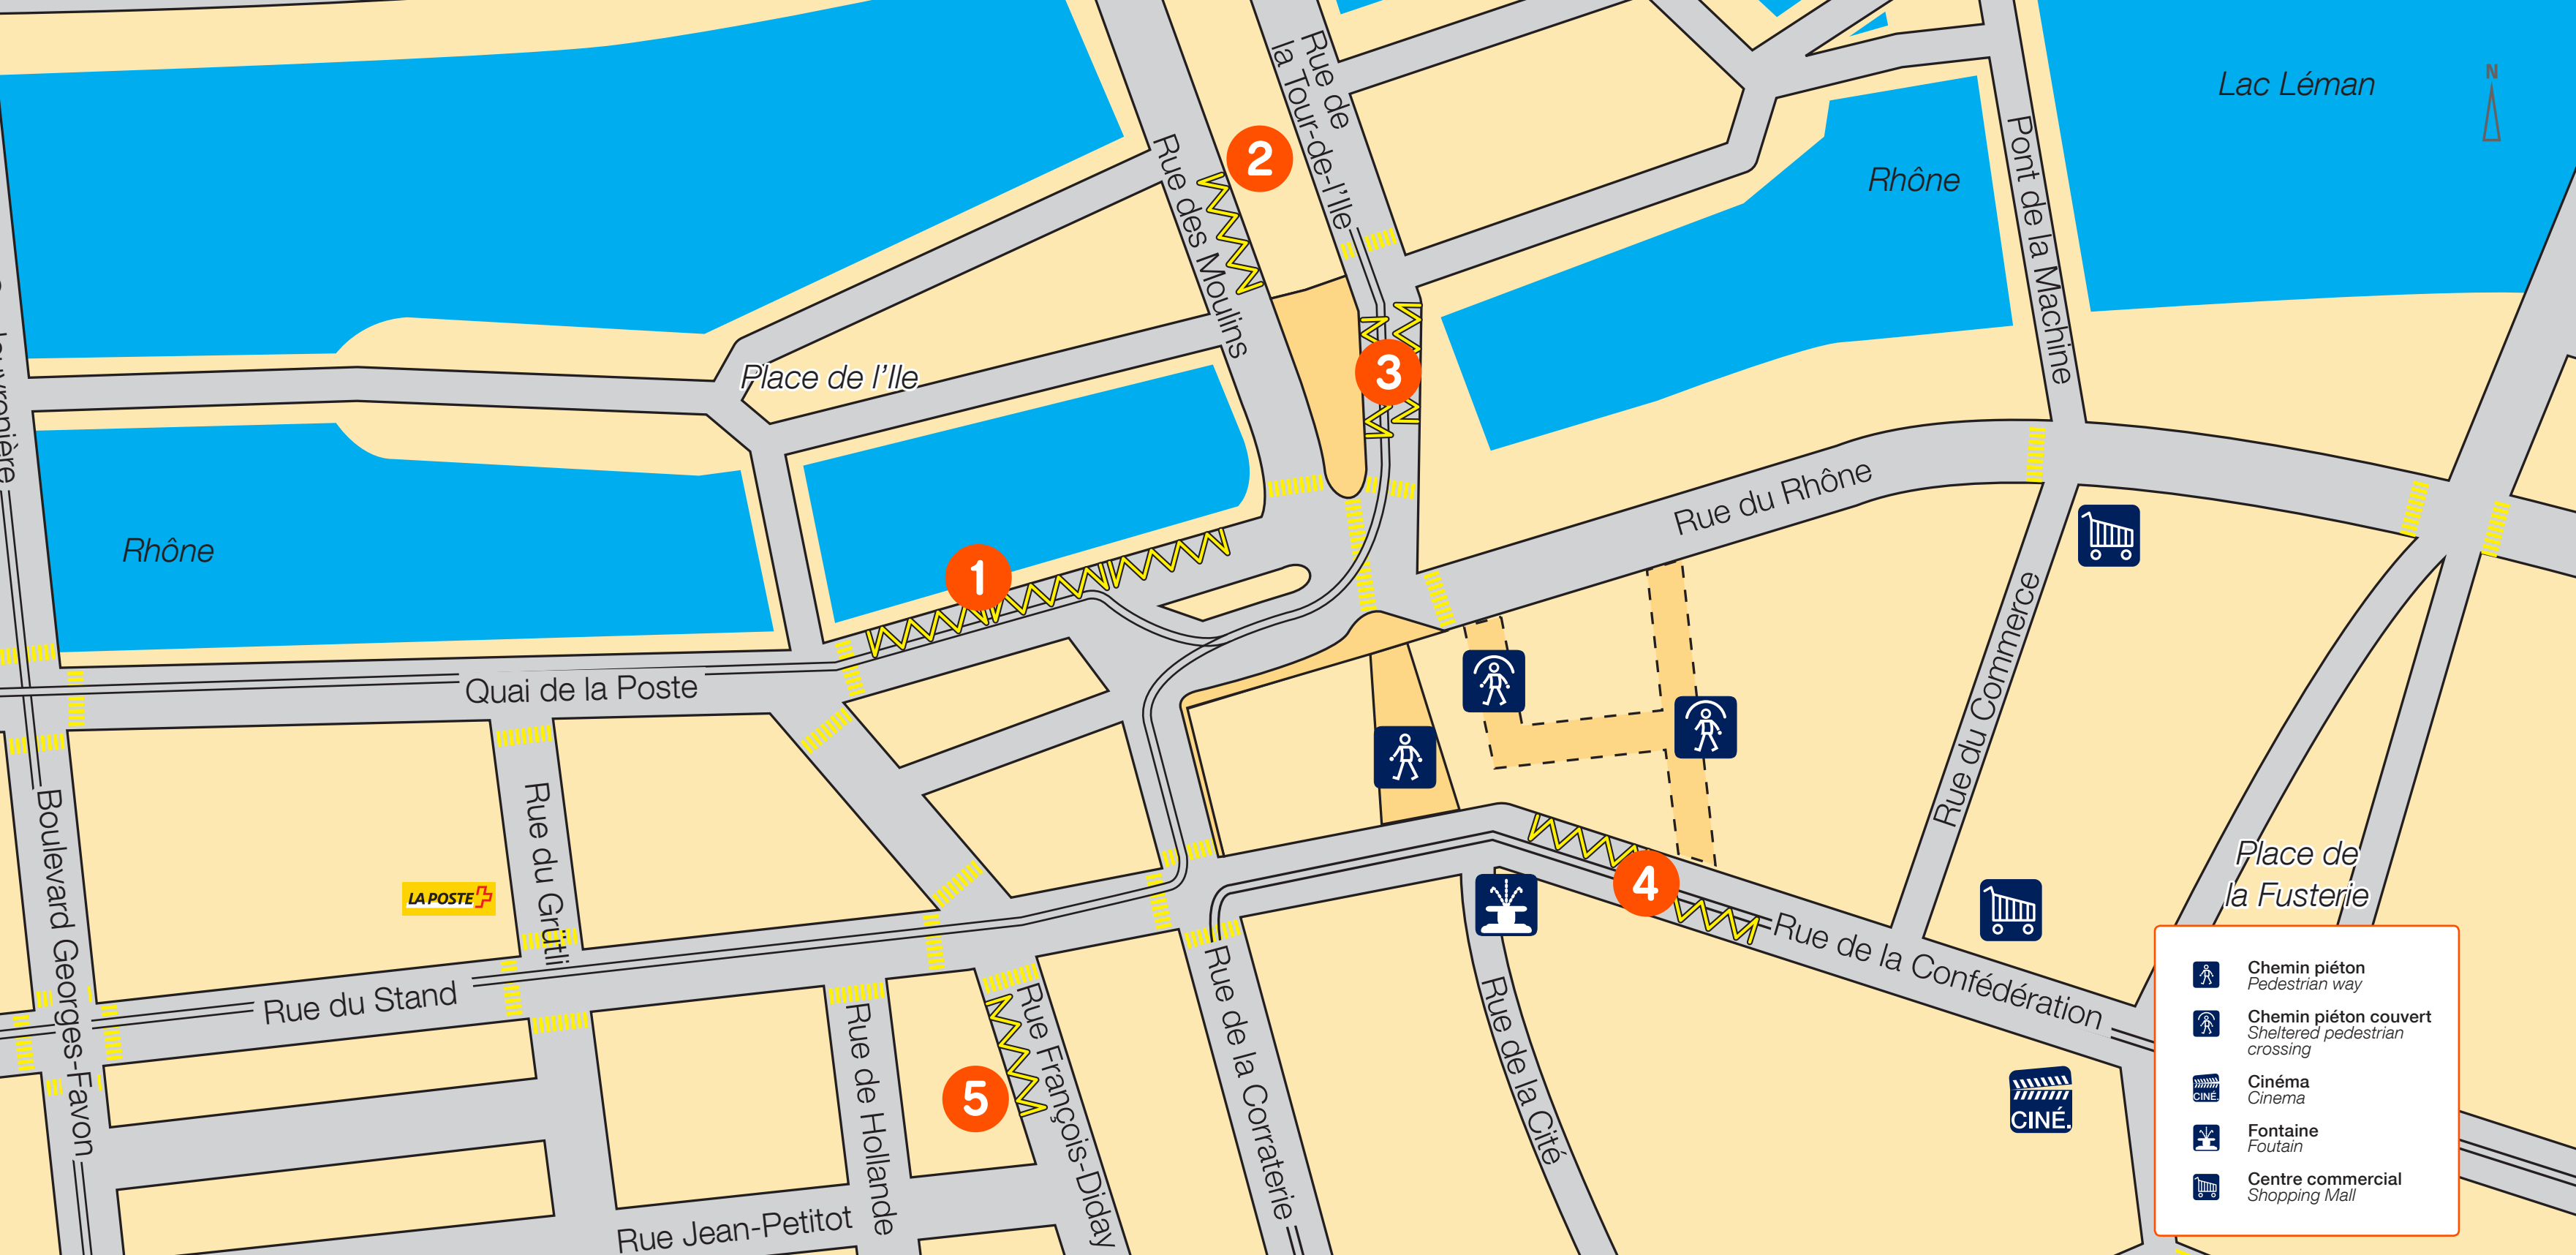 Rue de
la Tour-de-l'Ile
Lac Léman
N
2
Rue des Moulins
Rhône
Pont de la Machine
3
Place de l'Ile
Rhône
1
Rue du Rhône
Quai de la Poste
Rue du Commerce
Boulevard Georges-Favon
Rue du Grütli
LA POSTE
4
Place de
la Fusterie
Rue du Stand
Rue de la Confédération
5
Rue de Hollande
Rue François-Diday
Rue de la Corraterie
Rue de la Cité
CINÉ.
Rue Jean-Petitot
Chemin piéton
Pedestrian way
Chemin piéton couvert
Sheltered pedestrian
crossing
CINÉ.
Cinéma
Cinema
Fontaine
Foutain
Centre commercial
Shopping Mall